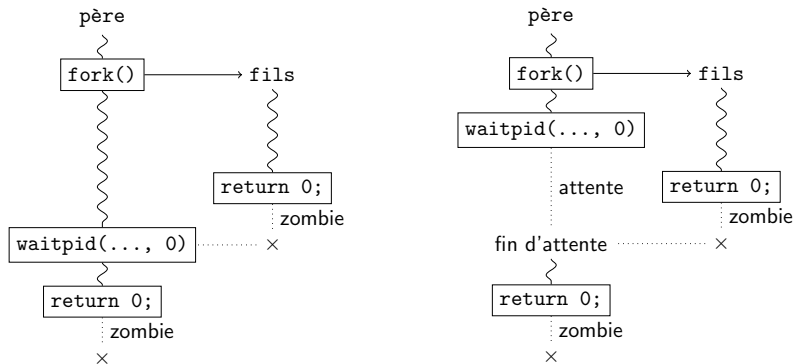 père
fork()
fils
return 0;
zombie
waitpid(..., 0)
return 0;
zombie
père
fork()
fils
waitpid(..., 0)
attente
return 0;
zombie
fin d'attente
return 0;
zombie